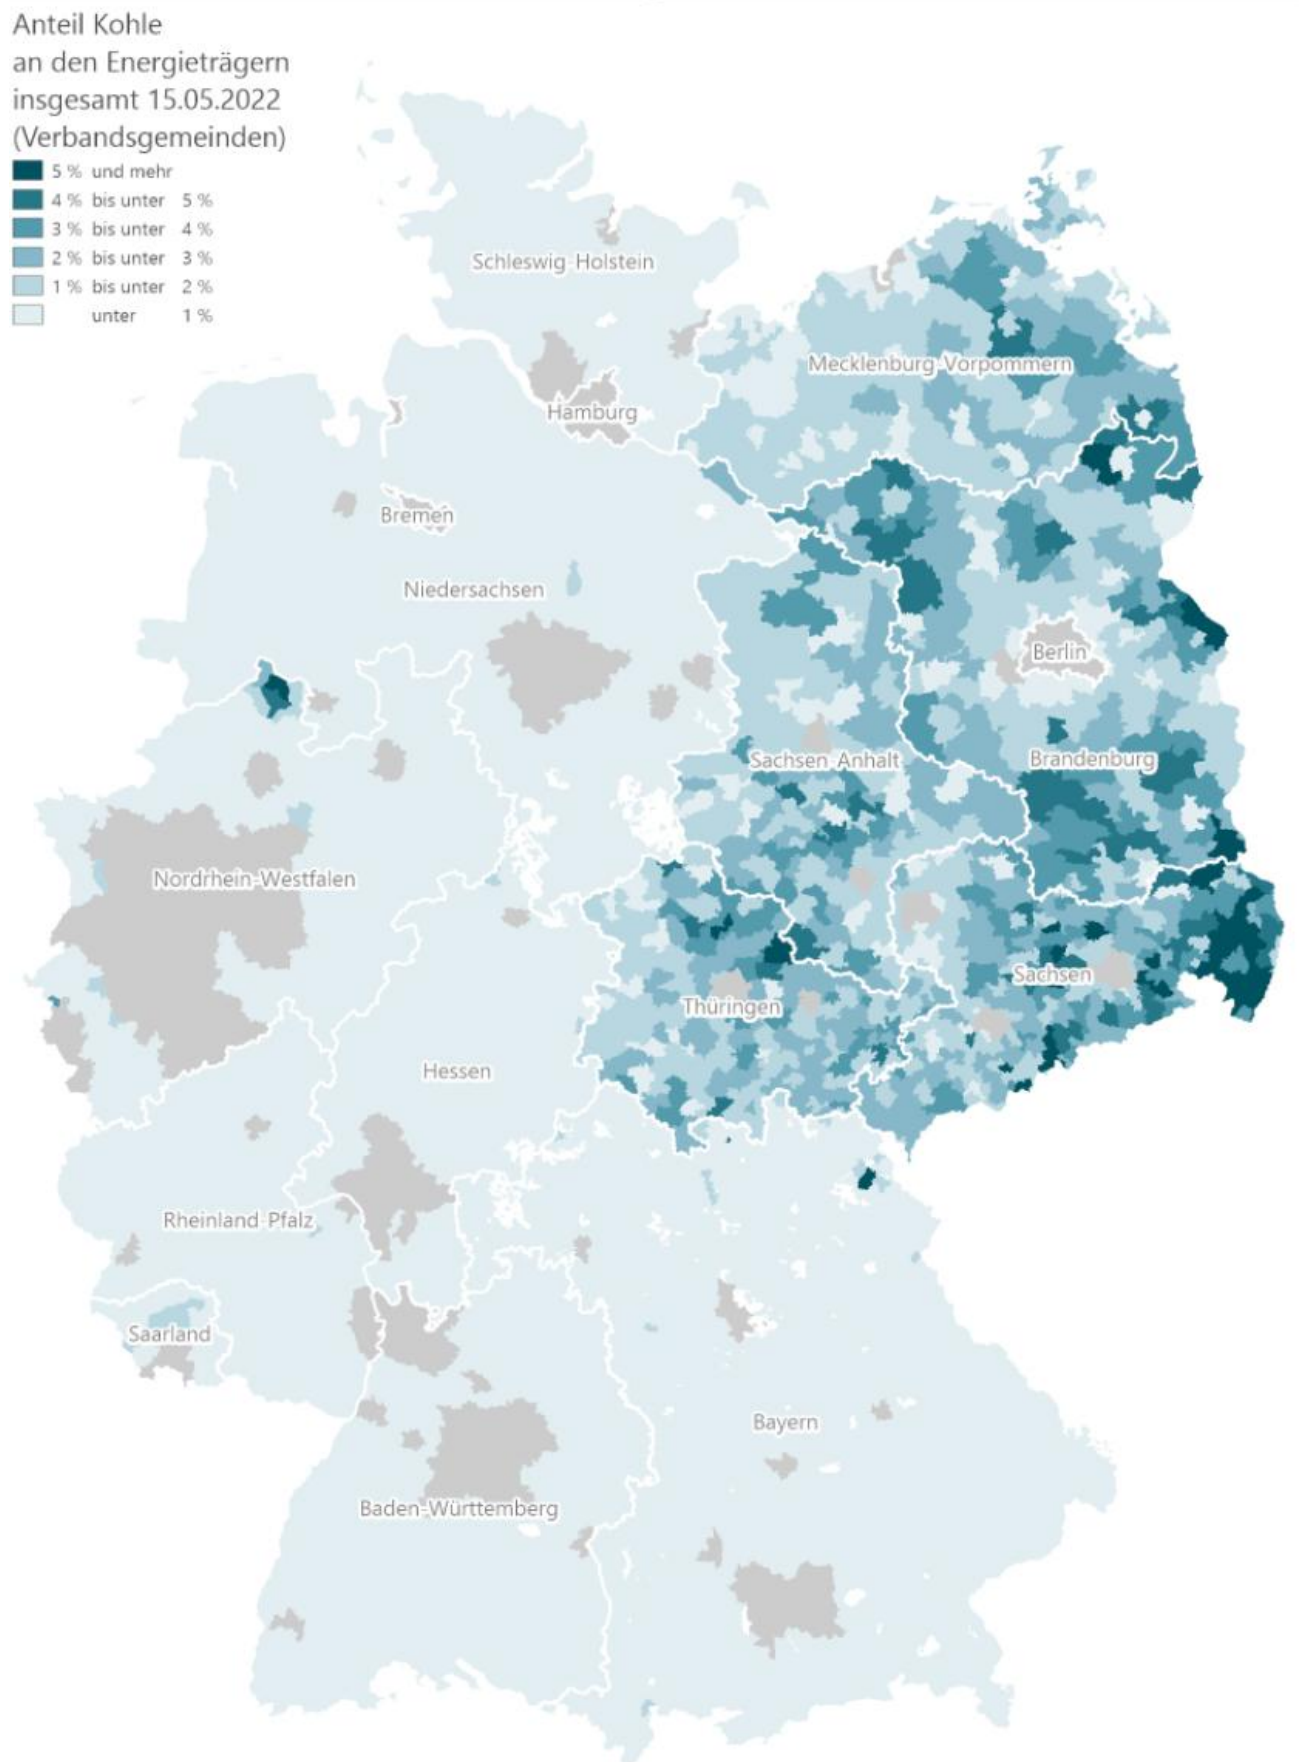 Anteil Kohle
an den Energieträgern
insgesamt 15.05.2022
(Verbandsgemeinden)
5 % und mehr
4 % bis unter 5 %
3 % bis unter 4 %
2 % bis unter 3 %
1 % bis unter 2 %
unter 1 %
Schleswig-Holstein
Mecklenburg-Vorpommern
Hamburg
Bremen
Niedersachsen
Berlin
Sachsen-Anhalt
Brandenburg
Nordrhein-Westfalen
Sachsen
Thüringen
Hessen
Rheinland-Pfalz
Saarland
Bayern
Baden-Württemberg